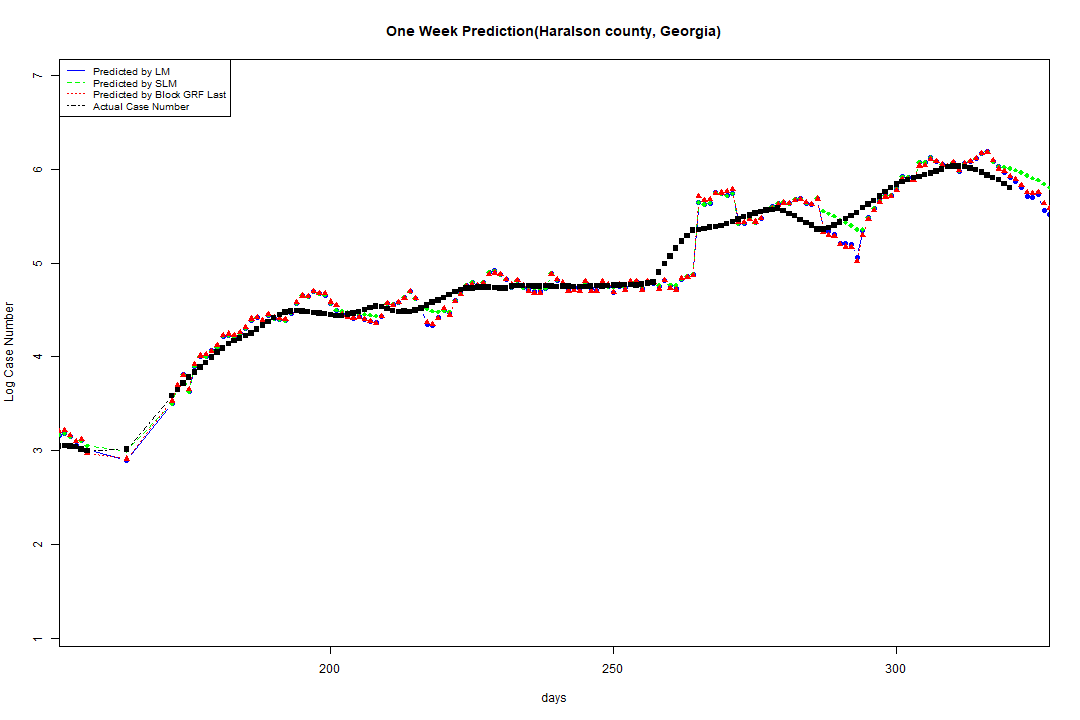 One Week Prediction(Haralson county, Georgia)
Predicted by LM
Predicted by SLM
Predicted by Block GRF Last
Actual Case Number
7
6
5
4
3
2
1
Log Case Number
200
250
300
days